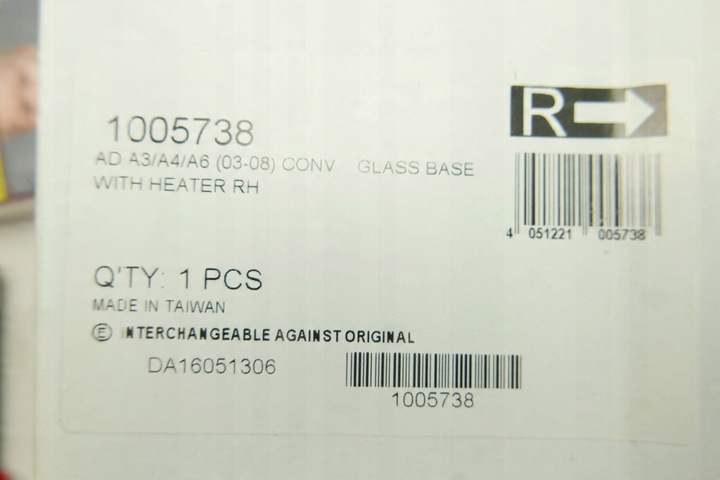 R
1005738
AD A3/A4/A6 (03-08) CONV GLASS BASE
WITH HEATER RH
4 051221 005738
Q'TY: 1 PCS
MADE IN TAIWAN
E INTERCHANGEABLE AGAINST ORIGINAL
DA16051306
1005738